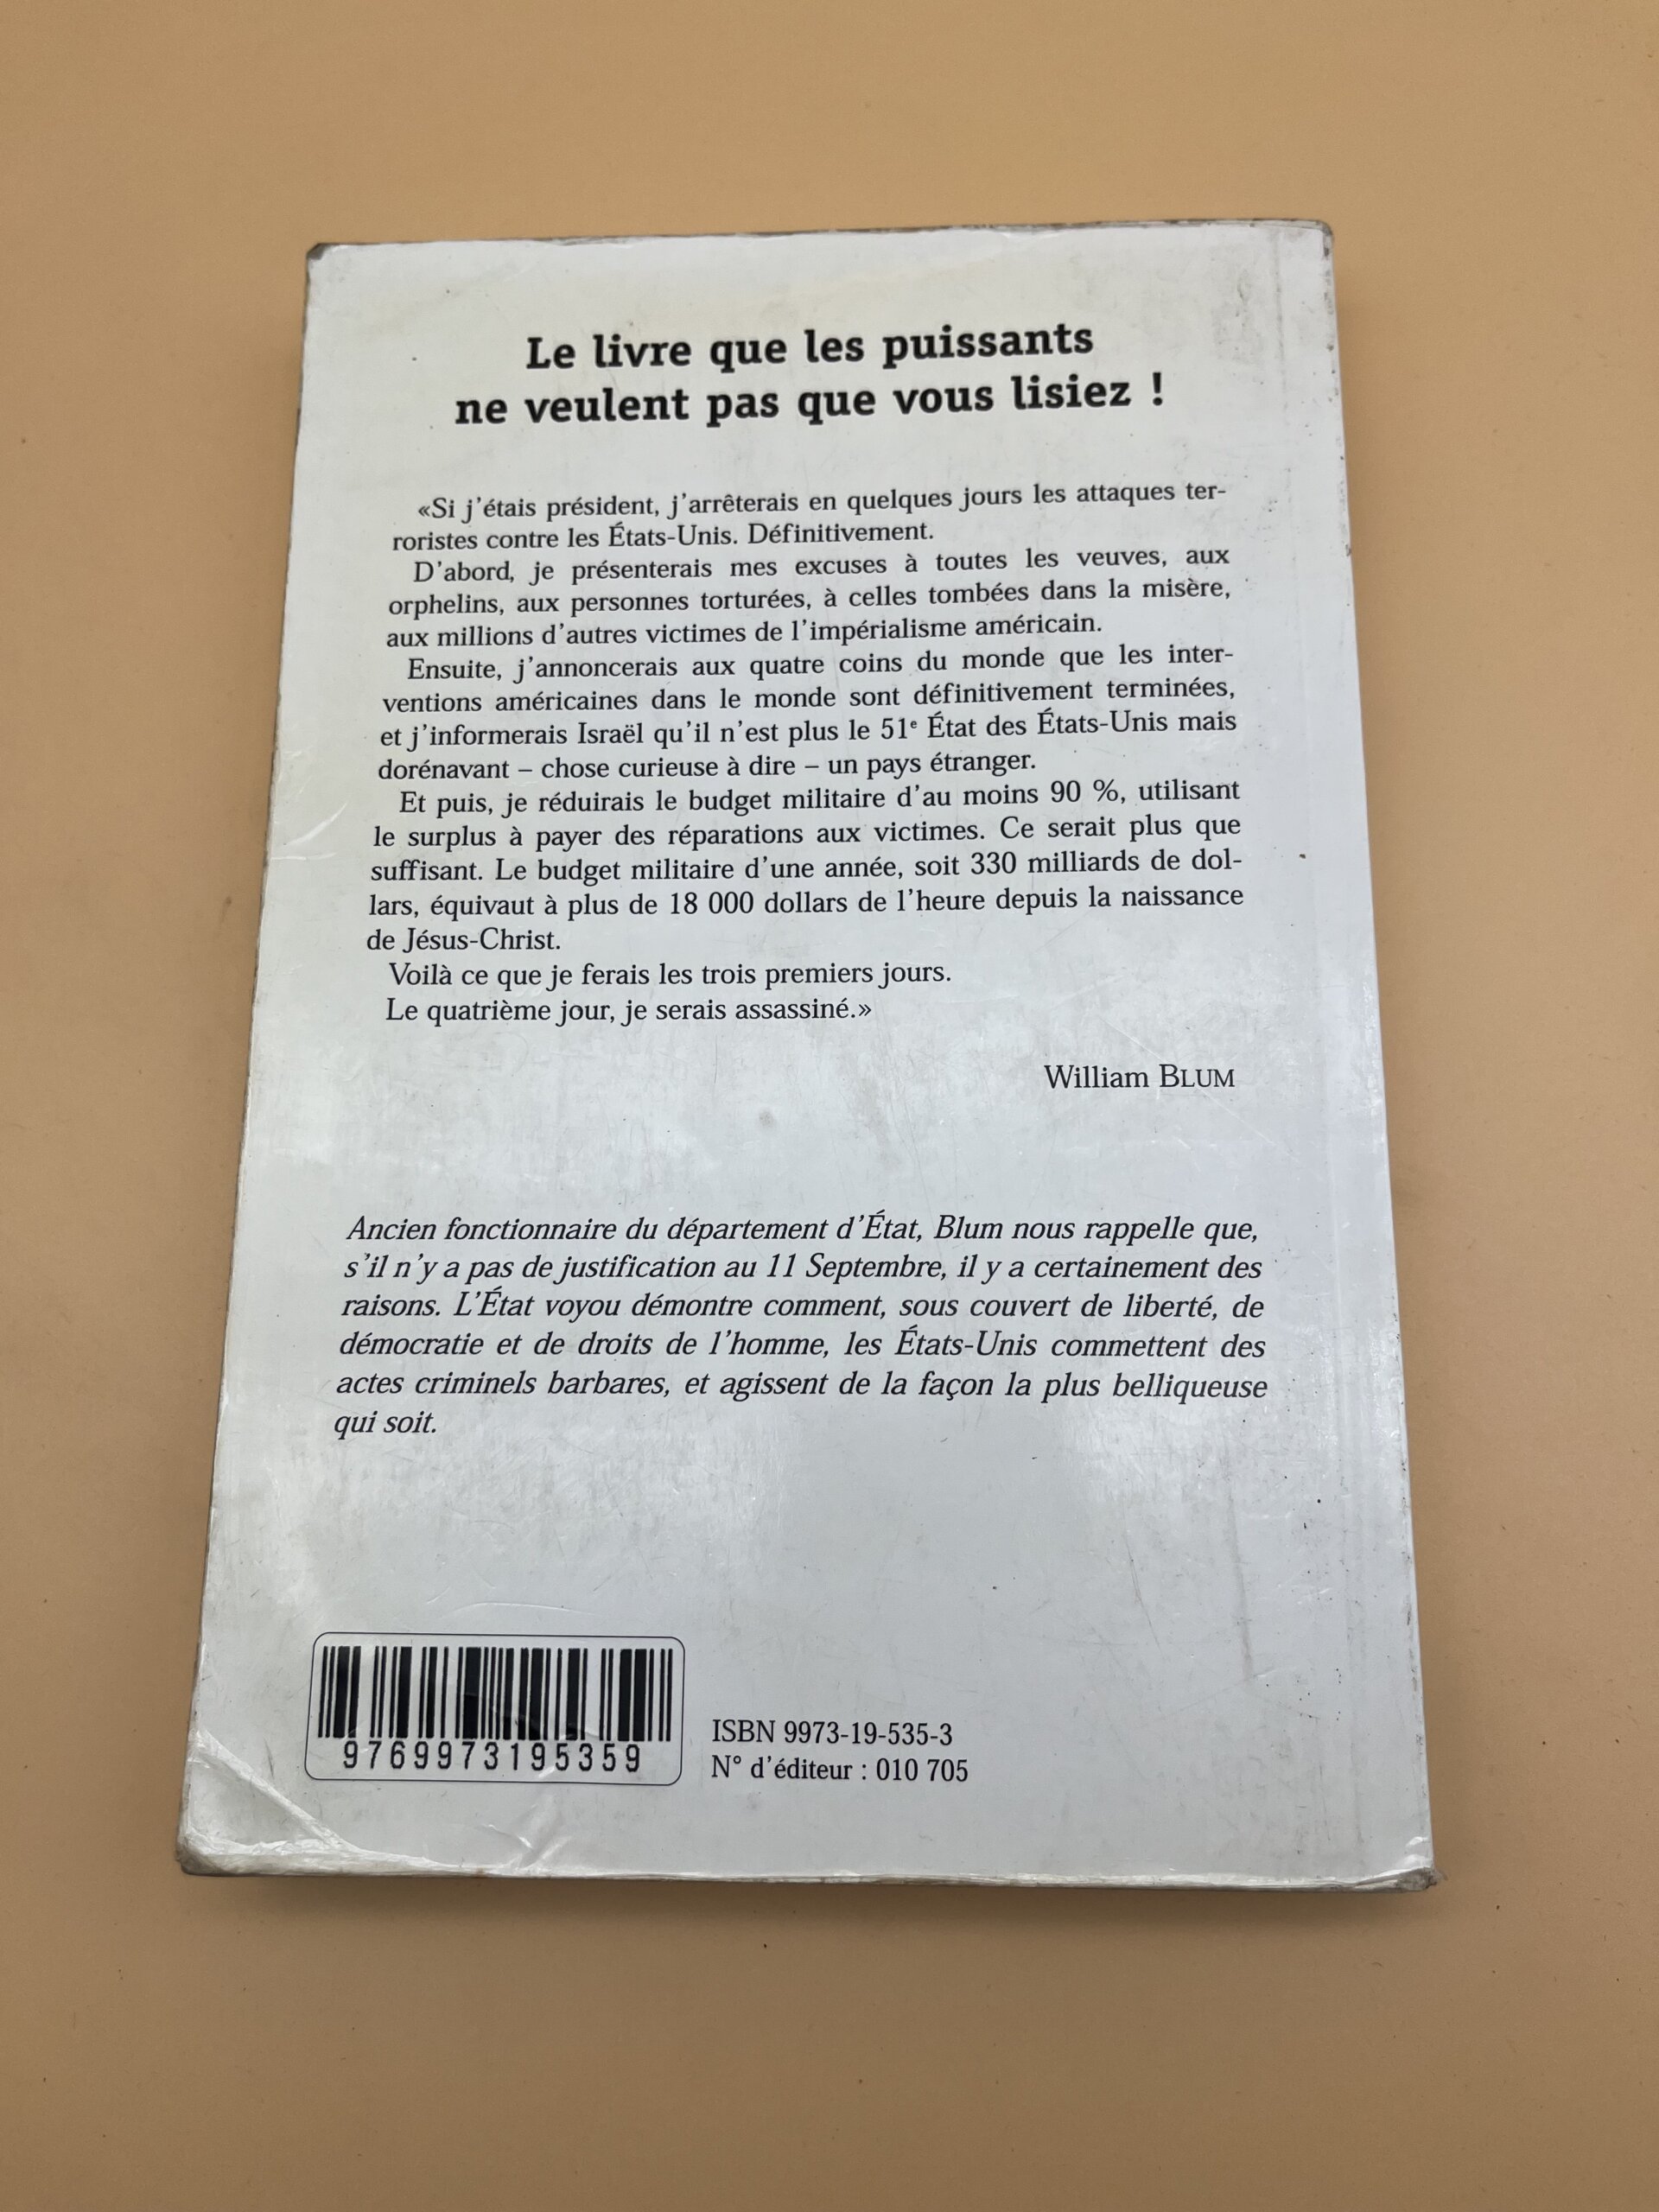 Le livre que les puissants
ne veulent pas que vous lisiez !
«Si j'étais président, j'arrêterais en quelques jours les attaques ter-
roristes contre les États-Unis. Définitivement.
D'abord, je présenterais mes excuses à toutes les veuves, aux
orphelins, aux personnes torturées, à celles tombées dans la misère,
aux millions d'autres victimes de l'impérialisme américain.
Ensuite, j'annoncerais aux quatre coins du monde que les inter-
ventions américaines dans le monde sont définitivement terminées,
et j'informerais Israël qu'il n'est plus le 51e État des États-Unis mais
dorénavant – chose curieuse à dire – un pays étranger.
Et puis, je réduirais le budget militaire d'au moins 90 %, utilisant
le surplus à payer des réparations aux victimes. Ce serait plus que
suffisant. Le budget militaire d'une année, soit 330 milliards de dol-
lars, équivaut à plus de 18 000 dollars de l'heure depuis la naissance
de Jésus-Christ.
Voilà ce que je ferais les trois premiers jours.
Le quatrième jour, je serais assassiné.»
William BLUM
Ancien fonctionnaire du département d'État, Blum nous rappelle que,
s'il n'y a pas de justification au 11 Septembre, il y a certainement des
raisons. L'État voyou démontre comment, sous couvert de liberté, de
démocratie et de droits de l'homme, les États-Unis commettent des
actes criminels barbares, et agissent de la façon la plus belliqueuse
qui soit.
9769973195359
ISBN 9973-19-535-3
N° d'éditeur : 010 705